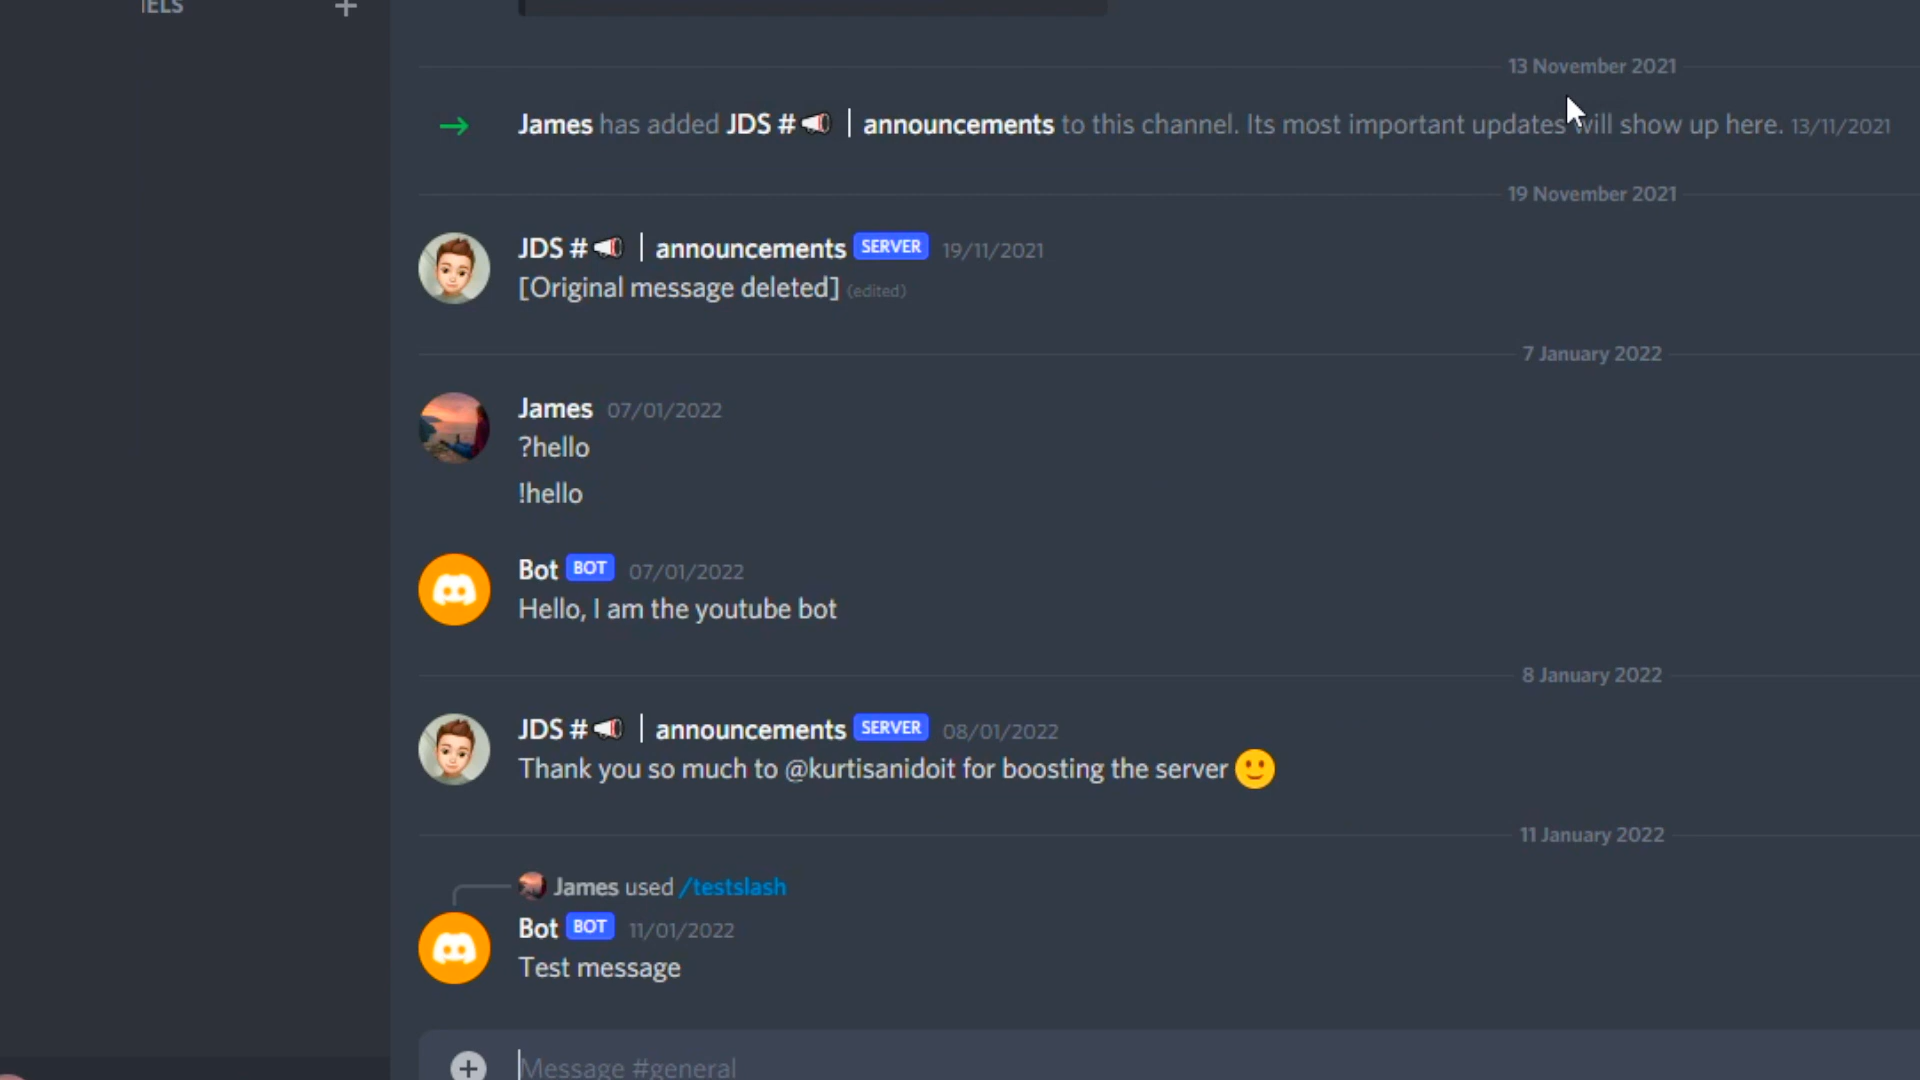 13 November 2021
James has added JDS #📣 | announcements to this channel. Its most important updates will show up here. 13/11/2021
19 November 2021
JDS #📣 | announcements SERVER 19/11/2021
[Original message deleted] (edited)
7 January 2022
James 07/01/2022
?hello
!hello
Bot BOT 07/01/2022
Hello, I am the youtube bot
8 January 2022
JDS #📣 | announcements SERVER 08/01/2022
Thank you so much to @kurtisanidoit for boosting the server 🙂
11 January 2022
James used /testslash
Bot BOT 11/01/2022
Test message
Message #general